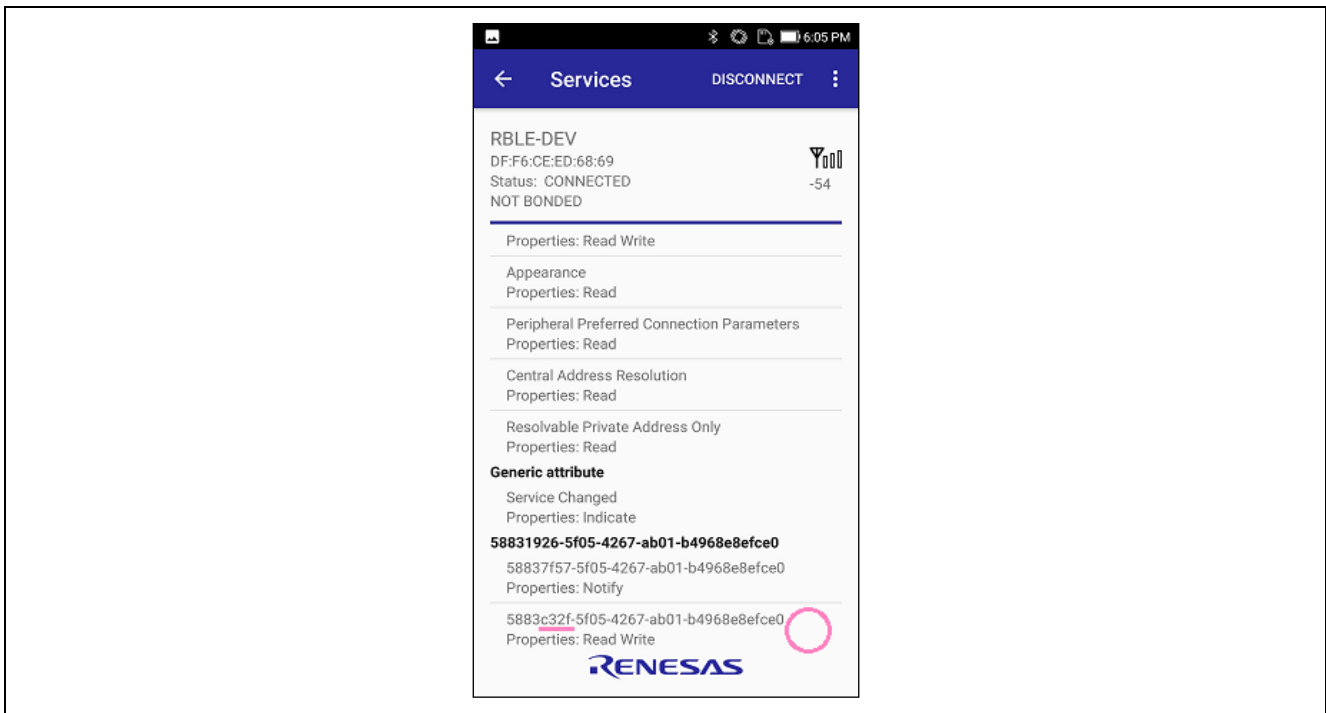 6:05 PM
Services DISCONNECT
RBLE-DEV
DF:F6:CE:ED:68:69
Status: CONNECTED
-54
NOT BONDED
Properties: Read Write
Appearance
Properties: Read
Peripheral Preferred Connection Parameters
Properties: Read
Central Address Resolution
Properties: Read
Resolvable Private Address Only
Properties: Read
Generic attribute
Service Changed
Properties: Indicate
58831926-5f05-4267-ab01-b4968e8efce0
58837f57-5f05-4267-ab01-b4968e8efce0
Properties: Notify
5883c32f-5f05-4267-ab01-b4968e8efce0
Properties: Read Write
RENESAS